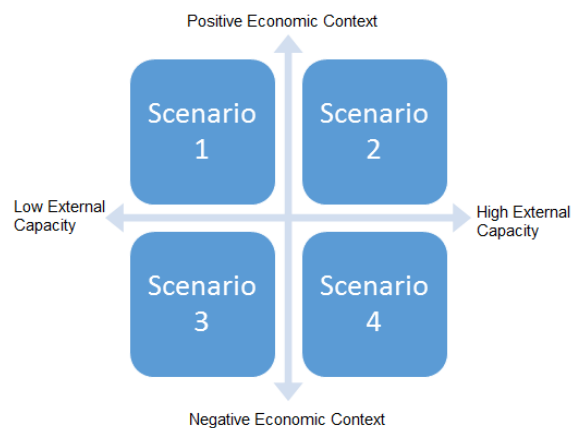 Positive Economic Context
Scenario
1
Scenario
2
Low External
Capacity
High External
Capacity
Scenario
3
Scenario
4
Negative Economic Context